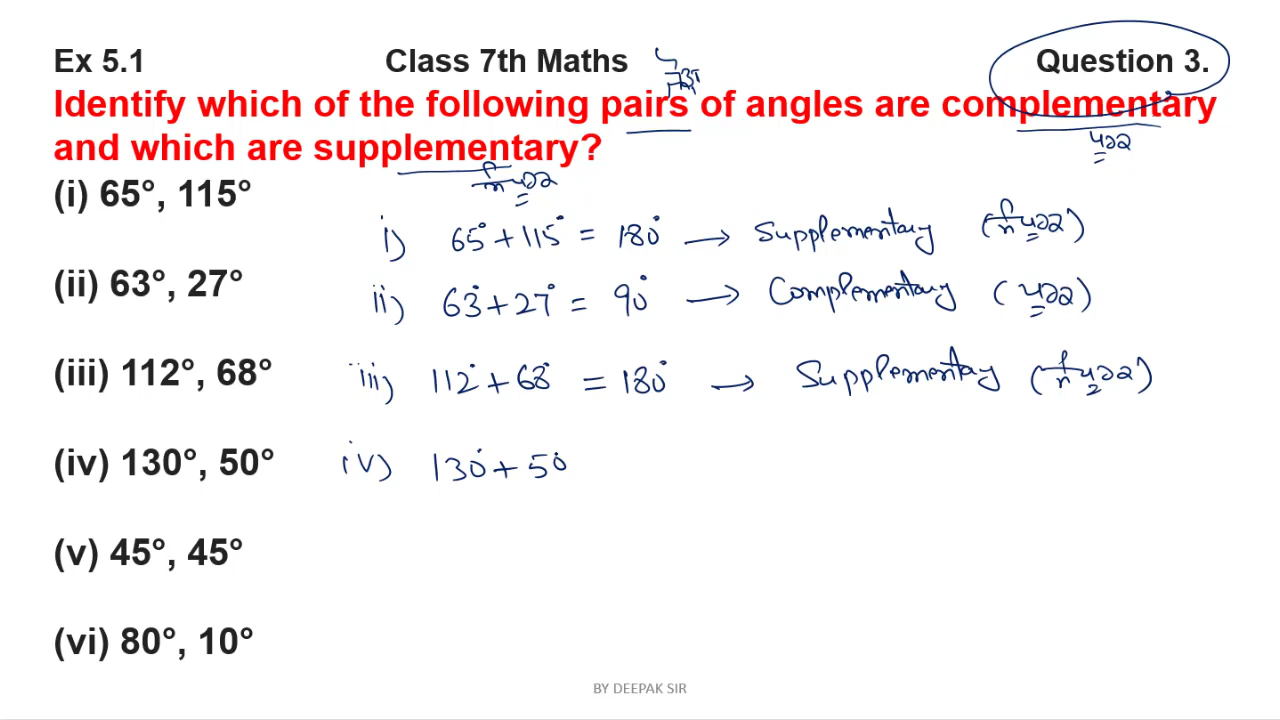 Ex 5.1 Class 7th Maths Question 3.
Identify which of the following pairs of angles are complementary
and which are supplementary?
(i) 65°, 115°
i) 65° + 115° = 180° → Supplementary
(ii) 63°, 27°
ii) 63° + 27° = 90° → Complementary
(iii) 112°, 68°
iii) 112° + 68° = 180° → Supplementary
(iv) 130°, 50°
iv) 130° + 50°
(v) 45°, 45°
(vi) 80°, 10°
BY DEEPAK SIR